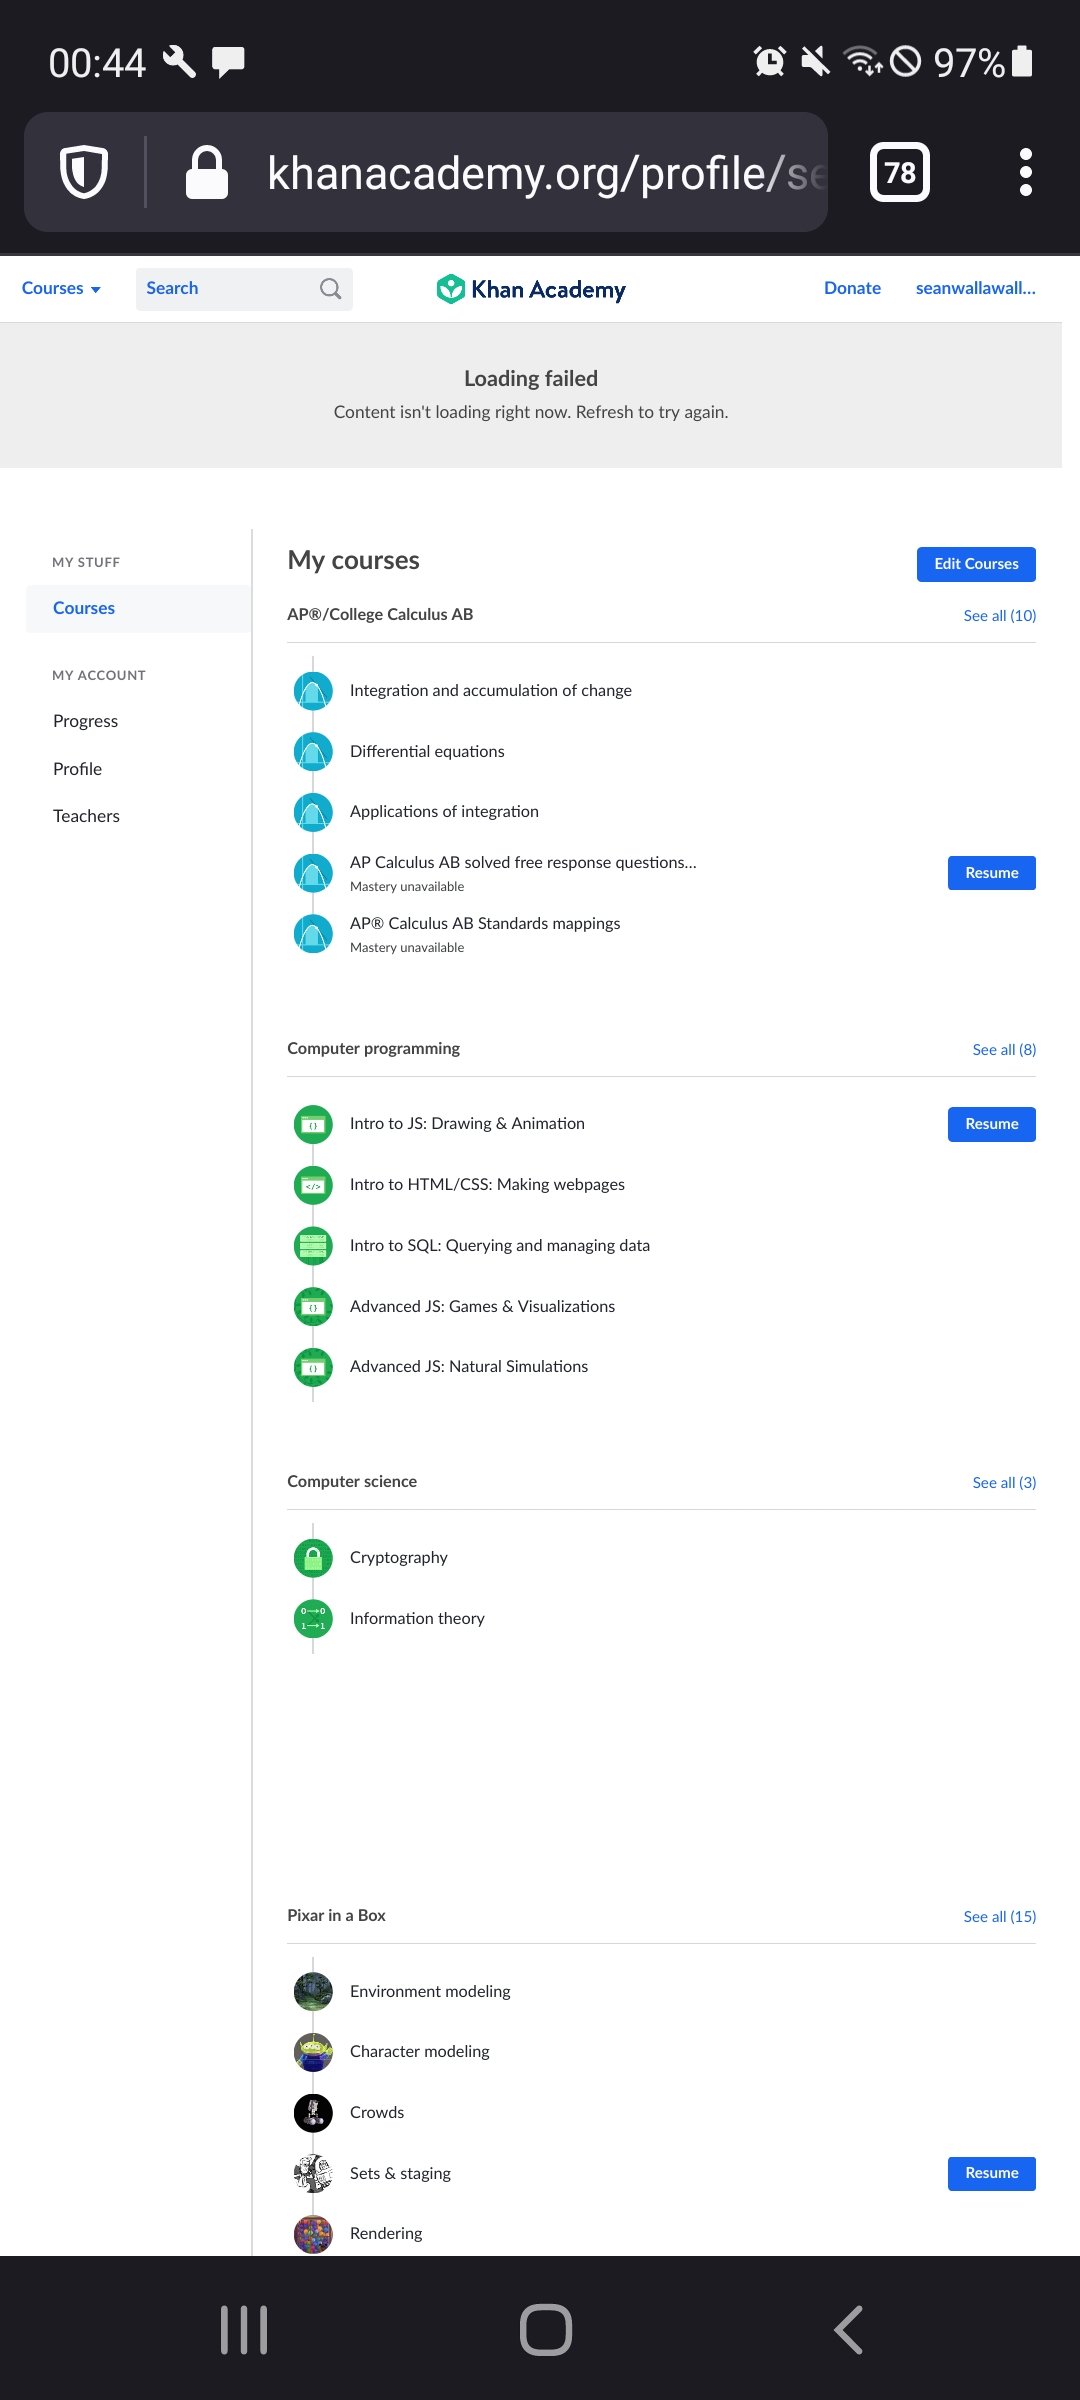 00:44
97%
khanacademy.org/profile/se
78
Courses
Search
Khan Academy
Donate
seanwallawall...
Loading failed
Content isn't loading right now. Refresh to try again.
MY STUFF
Courses
MY ACCOUNT
Progress
Profile
Teachers
My courses
Edit Courses
AP®/College Calculus AB
See all (10)
Integration and accumulation of change
Differential equations
Applications of integration
AP Calculus AB solved free response questions...
Mastery unavailable
Resume
AP® Calculus AB Standards mappings
Mastery unavailable
Computer programming
See all (8)
Intro to JS: Drawing & Animation
Resume
Intro to HTML/CSS: Making webpages
Intro to SQL: Querying and managing data
Advanced JS: Games & Visualizations
Advanced JS: Natural Simulations
Computer science
See all (3)
Cryptography
Information theory
Pixar in a Box
See all (15)
Environment modeling
Character modeling
Crowds
Sets & staging
Resume
Rendering